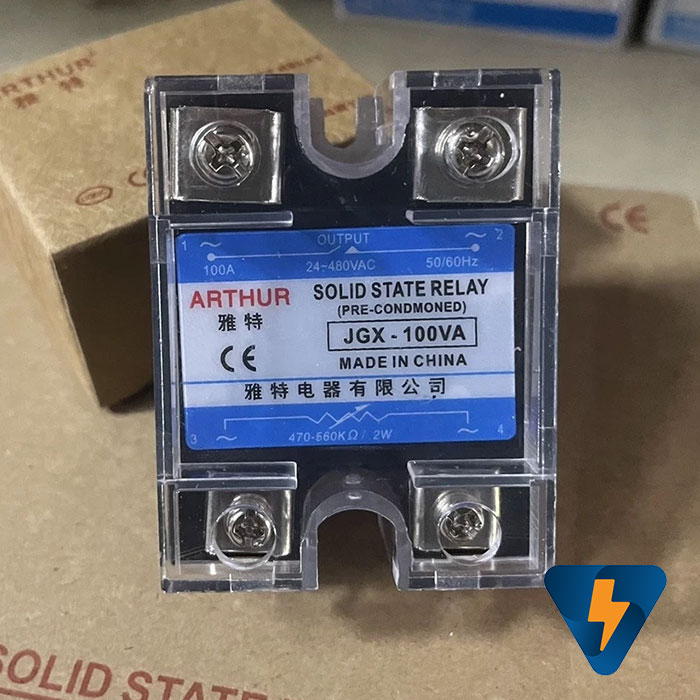 ARTHUR
雅特
CE
1 ~ OUTPUT ~ 2
100A 24~480VAC 50/60Hz
ARTHUR SOLID STATE RELAY
雅特 (PRE-CONDMONED)
JGX - 100VA
CE MADE IN CHINA
雅特电器有限公司
3 ~ 470-560KΩ / 2W ~ 4
SOLID STATE